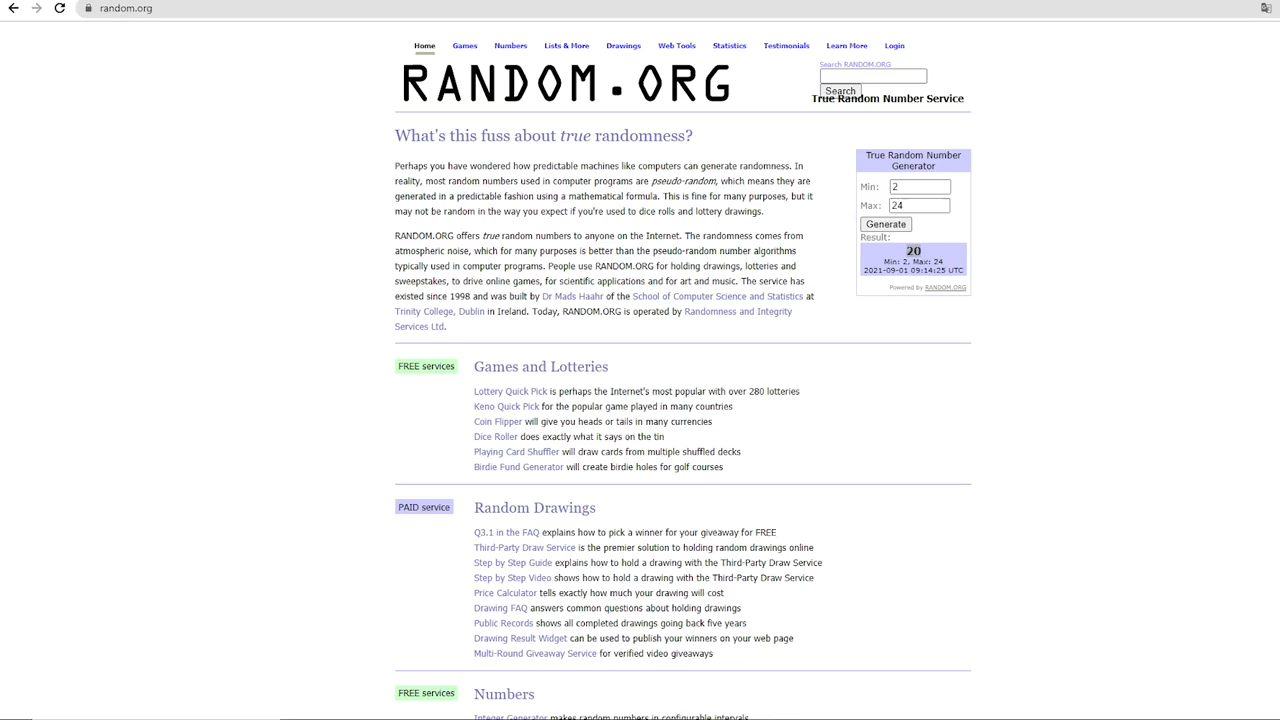 random.org
Home Games Numbers Lists & More Drawings Web Tools Statistics Testimonials Learn More Login
RANDOM.ORG
Search RANDOM.ORG
Search
True Random Number Service
What's this fuss about true randomness?
Perhaps you have wondered how predictable machines like computers can generate randomness. In
reality, most random numbers used in computer programs are pseudo-random, which means they are
generated in a predictable fashion using a mathematical formula. This is fine for many purposes, but it
may not be random in the way you expect if you're used to dice rolls and lottery drawings.
RANDOM.ORG offers true random numbers to anyone on the Internet. The randomness comes from
atmospheric noise, which for many purposes is better than the pseudo-random number algorithms
typically used in computer programs. People use RANDOM.ORG for holding drawings, lotteries and
sweepstakes, to drive online games, for scientific applications and for art and music. The service has
existed since 1998 and was built by Dr Mads Haahr of the School of Computer Science and Statistics at
Trinity College, Dublin in Ireland. Today, RANDOM.ORG is operated by Randomness and Integrity
Services Ltd.
True Random Number
Generator
Min: 2
Max: 24
Generate
Result:
20
Min: 2, Max: 24
2021-09-01 09:14:25 UTC
Powered by RANDOM.ORG
FREE services
Games and Lotteries
Lottery Quick Pick is perhaps the Internet's most popular with over 280 lotteries
Keno Quick Pick for the popular game played in many countries
Coin Flipper will give you heads or tails in many currencies
Dice Roller does exactly what it says on the tin
Playing Card Shuffler will draw cards from multiple shuffled decks
Birdie Fund Generator will create birdie holes for golf courses
PAID service
Random Drawings
Q3.1 in the FAQ explains how to pick a winner for your giveaway for FREE
Third-Party Draw Service is the premier solution to holding random drawings online
Step by Step Guide explains how to hold a drawing with the Third-Party Draw Service
Step by Step Video shows how to hold a drawing with the Third-Party Draw Service
Price Calculator tells exactly how much your drawing will cost
Drawing FAQ answers common questions about holding drawings
Public Records shows all completed drawings going back five years
Drawing Result Widget can be used to publish your winners on your web page
Multi-Round Giveaway Service for verified video giveaways
FREE services
Numbers
Integer Generator makes random numbers in configurable intervals